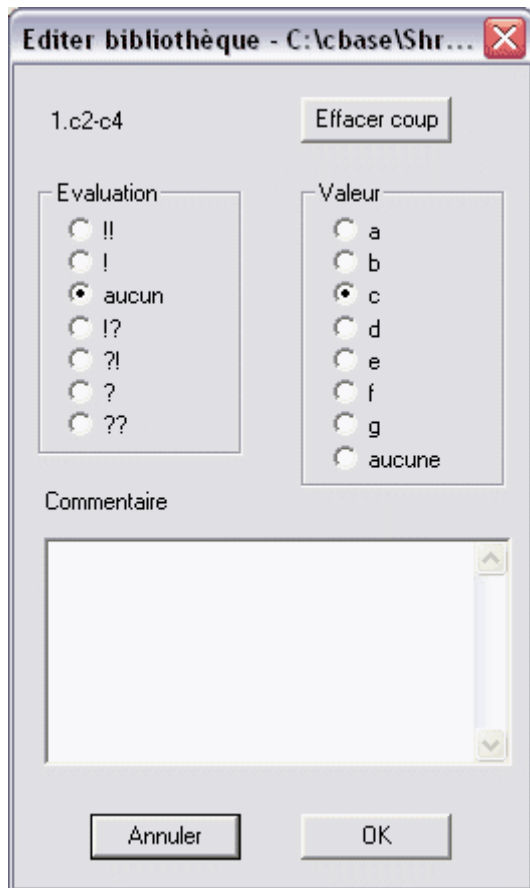 Editer bibliothèque - C:\cbase\Shr...
1.c2-c4
Effacer coup
Evaluation
!!
!
aucun
!?
?!
?
??
Valeur
a
b
c
d
e
f
g
aucune
Commentaire
Annuler
OK